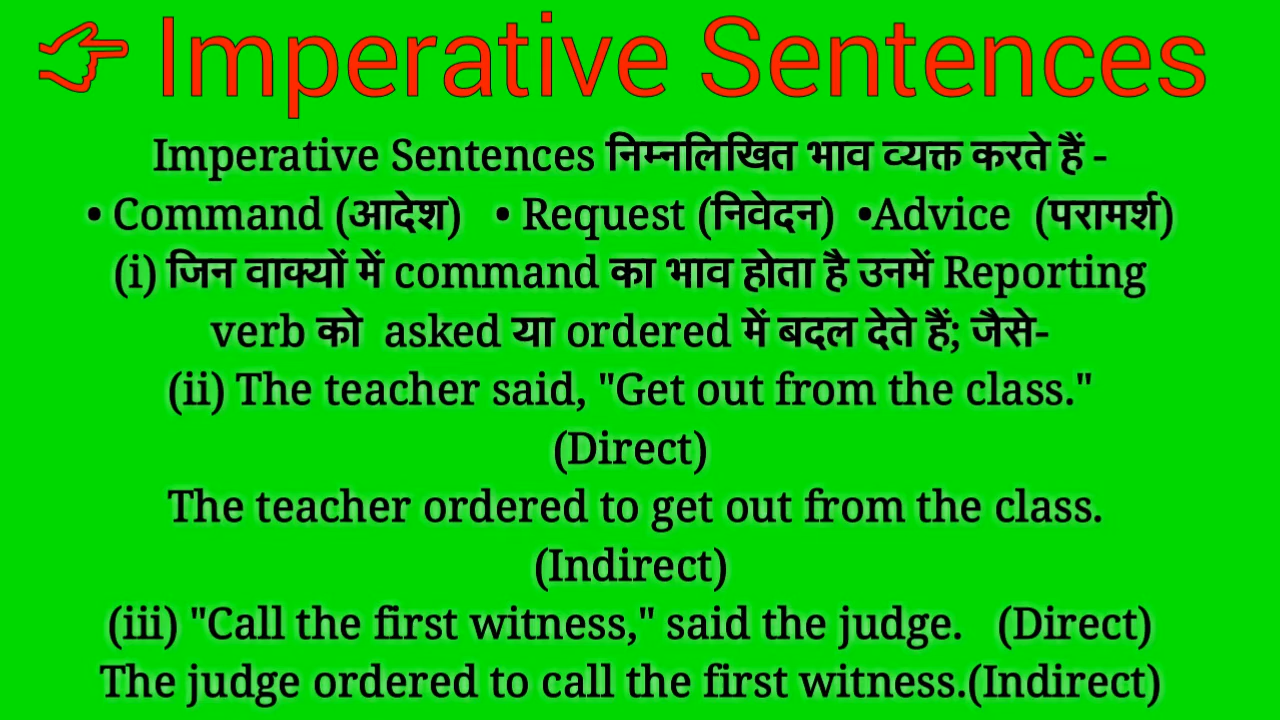 👉 Imperative Sentences
Imperative Sentences निम्नलिखित भाव व्यक्त करते हैं -
• Command (आदेश) • Request (निवेदन) •Advice (परामर्श)
(i) जिन वाक्यों में command का भाव होता है उनमें Reporting
verb को asked या ordered में बदल देते हैं; जैसे-
(ii) The teacher said, "Get out from the class."
(Direct)
The teacher ordered to get out from the class.
(Indirect)
(iii) "Call the first witness," said the judge. (Direct)
The judge ordered to call the first witness.(Indirect)